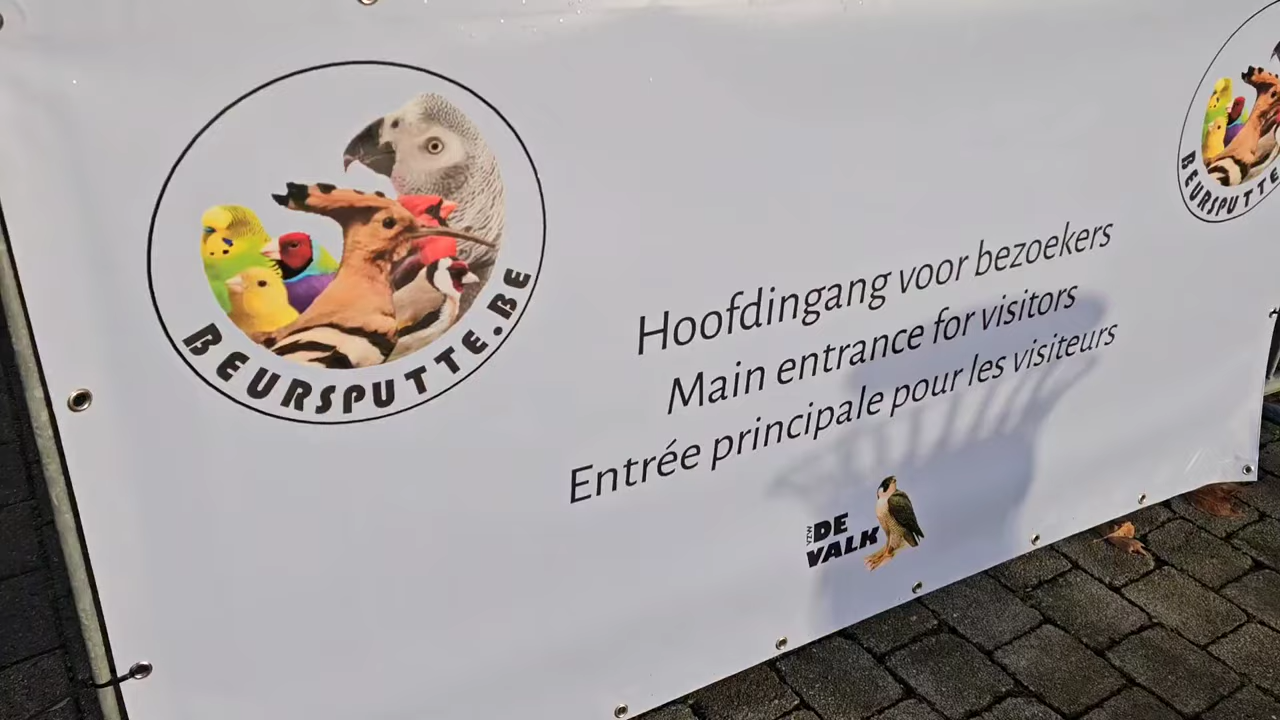 BEURSPUTTE.BE
Hoofdingang voor bezoekers
Main entrance for visitors
Entrée principale pour les visiteurs
VZW DE
VALK
BEURSPUTTE